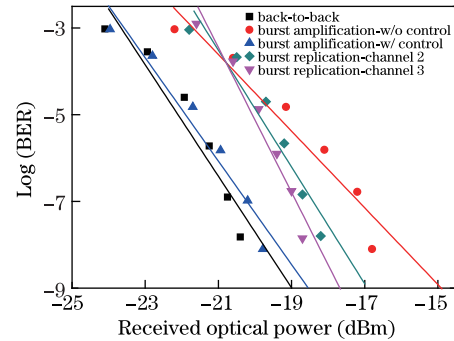 back-to-back
burst amplification-w/o control
burst amplification-w/ control
burst replication-channel 2
burst replication-channel 3
−3
−5
−7
−9
Log (BER)
−25 −23 −21 −19 −17 −15
Received optical power (dBm)